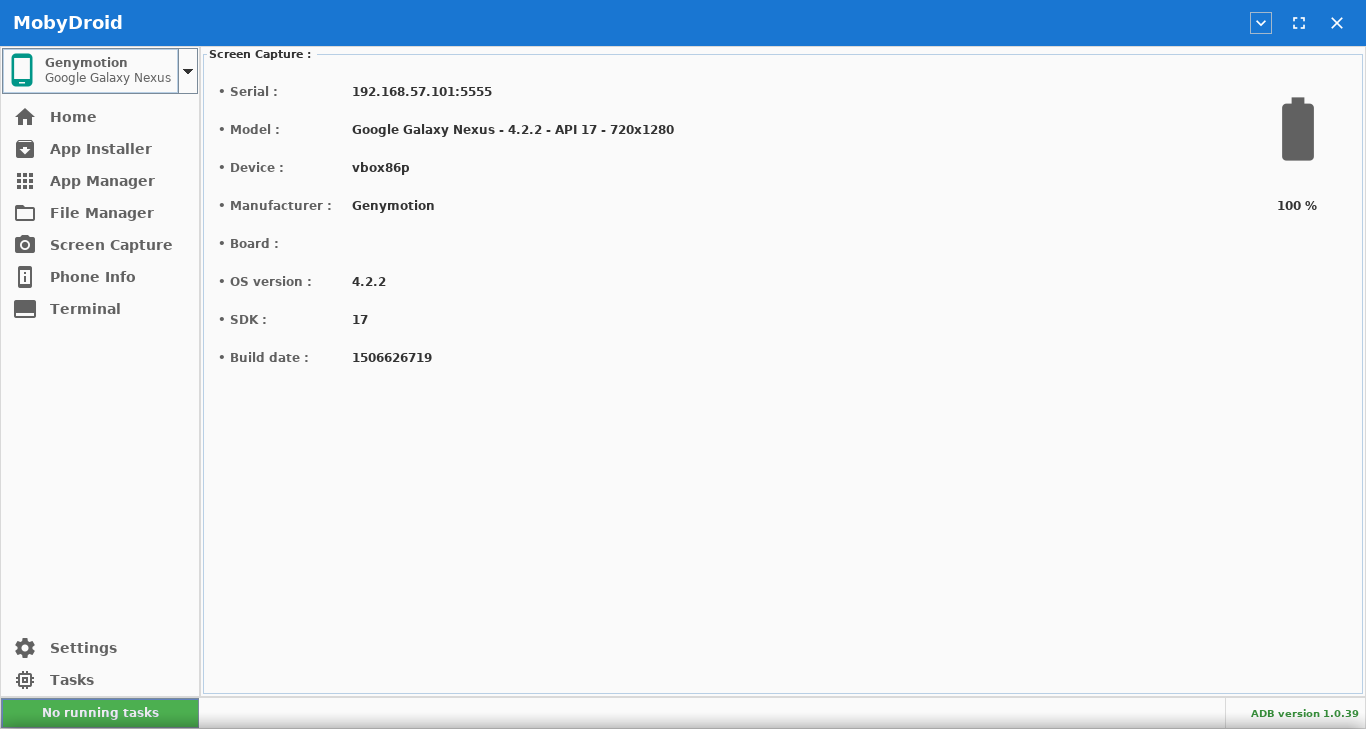 MobyDroid
Genymotion
Google Galaxy Nexus
Home
App Installer
App Manager
File Manager
Screen Capture
Phone Info
Terminal
Settings
Tasks
No running tasks
Screen Capture :
• Serial : 192.168.57.101:5555
• Model : Google Galaxy Nexus - 4.2.2 - API 17 - 720x1280
• Device : vbox86p
• Manufacturer : Genymotion
• Board :
• OS version : 4.2.2
• SDK : 17
• Build date : 1506626719
100 %
ADB version 1.0.39